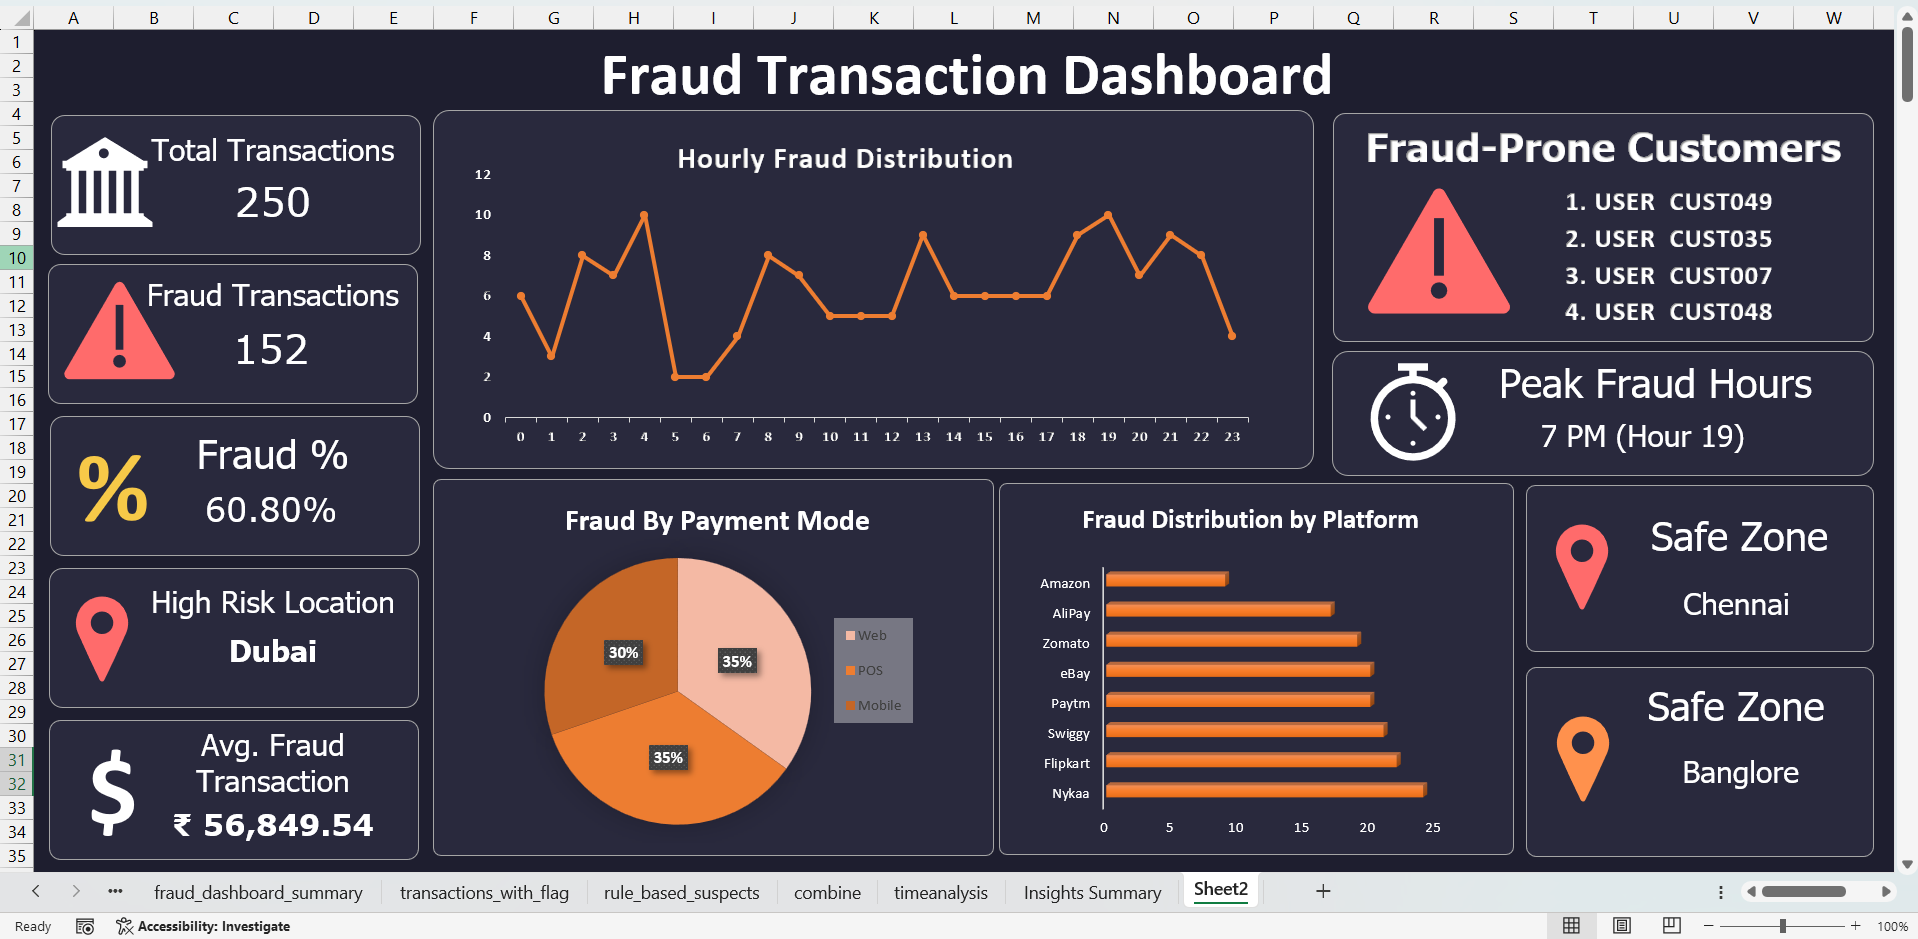 A B C D E F G H I J K L M N O P Q R S T U V W
1
2
3
4
5
6
7
8
9
10
11
12
13
14
15
16
17
18
19
20
21
22
23
24
25
26
27
28
29
30
31
32
33
34
35
Fraud Transaction Dashboard
Total Transactions
250
Fraud Transactions
152
%
Fraud %
60.80%
High Risk Location
Dubai
$
Avg. Fraud
Transaction
₹ 56,849.54
Hourly Fraud Distribution
12
10
8
6
4
2
0
0 1 2 3 4 5 6 7 8 9 10 11 12 13 14 15 16 17 18 19 20 21 22 23
Fraud-Prone Customers
1. USER CUST049
2. USER CUST035
3. USER CUST007
4. USER CUST048
Peak Fraud Hours
7 PM (Hour 19)
Fraud By Payment Mode
30%
35%
35%
Web
POS
Mobile
Fraud Distribution by Platform
Amazon
AliPay
Zomato
eBay
Paytm
Swiggy
Flipkart
Nykaa
0 5 10 15 20 25
Safe Zone
Chennai
Safe Zone
Banglore
fraud_dashboard_summary transactions_with_flag rule_based_suspects combine timeanalysis Insights Summary Sheet2
Ready Accessibility: Investigate 100%